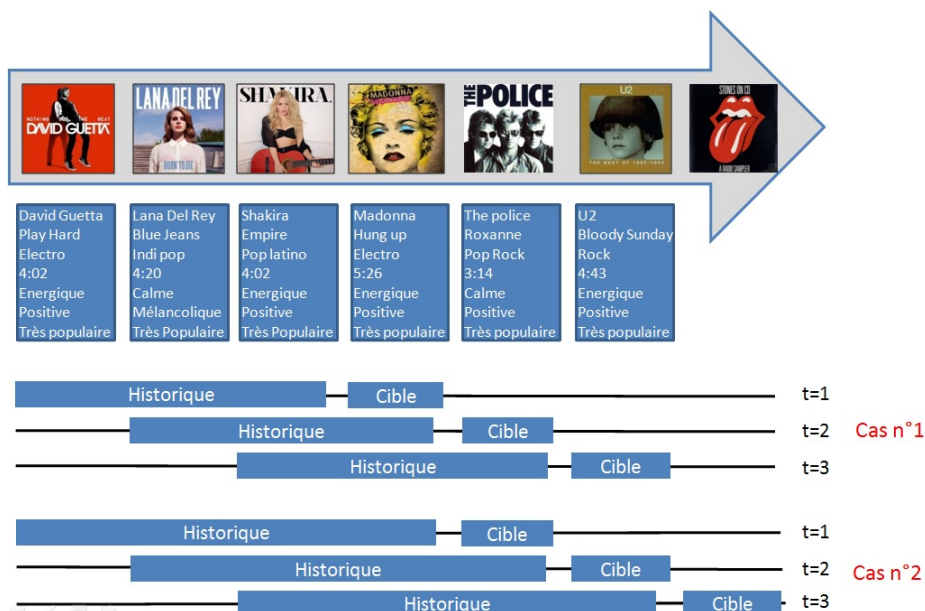 NOTHING BUT THE BEAT
DAVID GUETTA
LANA DEL REY
BORN TO DIE
SHAKIRA.
MADONNA
THE POLICE
U2
THE BEST OF 1980-1990
STONES ON CD
A RADIO SAMPLER
David Guetta
Play Hard
Electro
4:02
Energique
Positive
Très populaire
Lana Del Rey
Blue Jeans
Indi pop
4:20
Calme
Mélancolique
Très Populaire
Shakira
Empire
Pop latino
4:02
Energique
Positive
Très Populaire
Madonna
Hung up
Electro
5:26
Energique
Positive
Très populaire
The police
Roxanne
Pop Rock
3:14
Calme
Positive
Très populaire
U2
Bloody Sunday
Rock
4:43
Energique
Positive
Très populaire
Historique Cible t=1
Historique Cible t=2 Cas n°1
Historique Cible t=3
Historique Cible t=1
Historique Cible t=2 Cas n°2
Historique Cible t=3